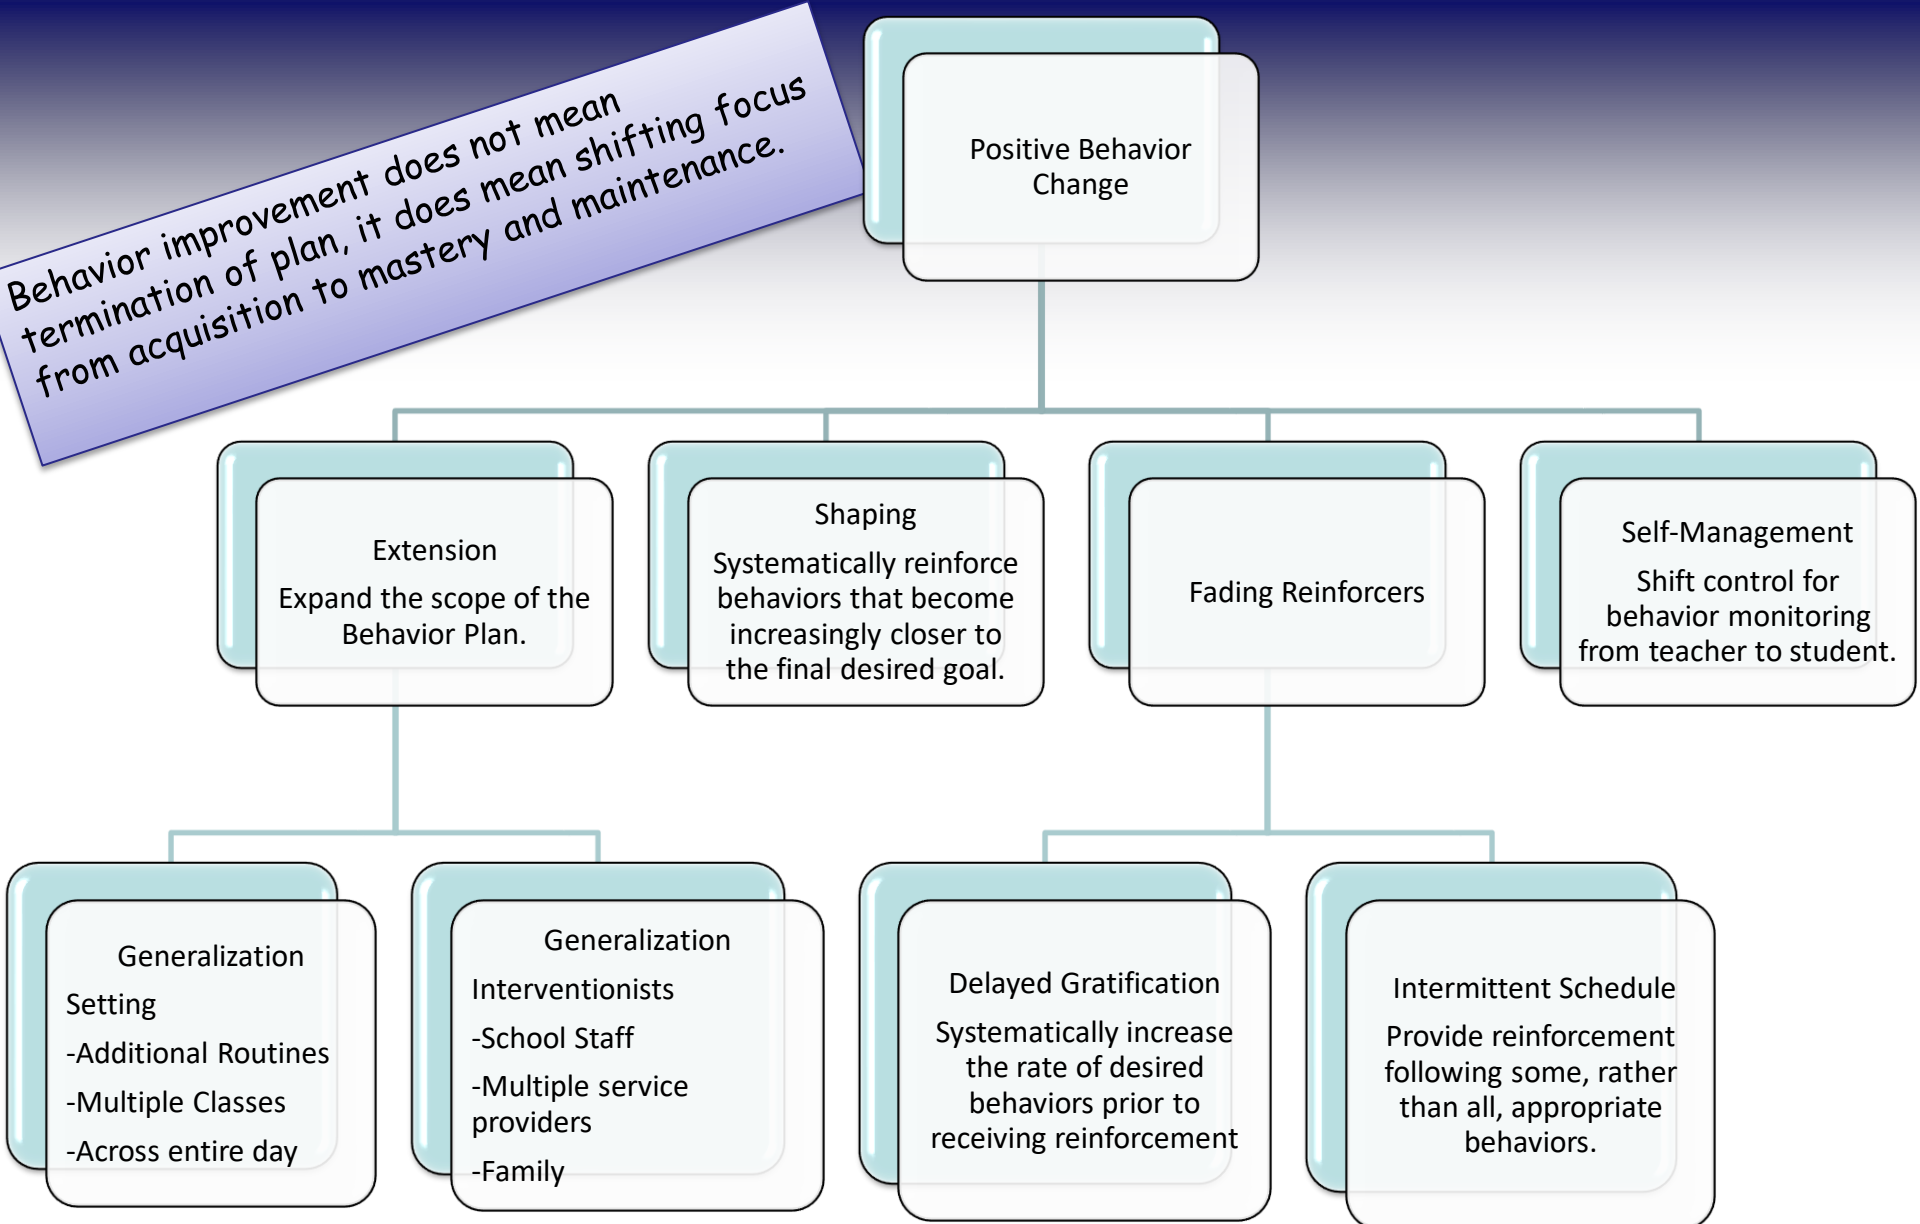 Behavior improvement does not mean
termination of plan, it does mean shifting focus
from acquisition to mastery and maintenance.
Positive Behavior
Change
Extension
Expand the scope of the
Behavior Plan.
Shaping
Systematically reinforce
behaviors that become
increasingly closer to
the final desired goal.
Fading Reinforcers
Self-Management
Shift control for
behavior monitoring
from teacher to student.
Generalization
Setting
-Additional Routines
-Multiple Classes
-Across entire day
Generalization
Interventionists
-School Staff
-Multiple service
providers
-Family
Delayed Gratification
Systematically increase
the rate of desired
behaviors prior to
receiving reinforcement
Intermittent Schedule
Provide reinforcement
following some, rather
than all, appropriate
behaviors.